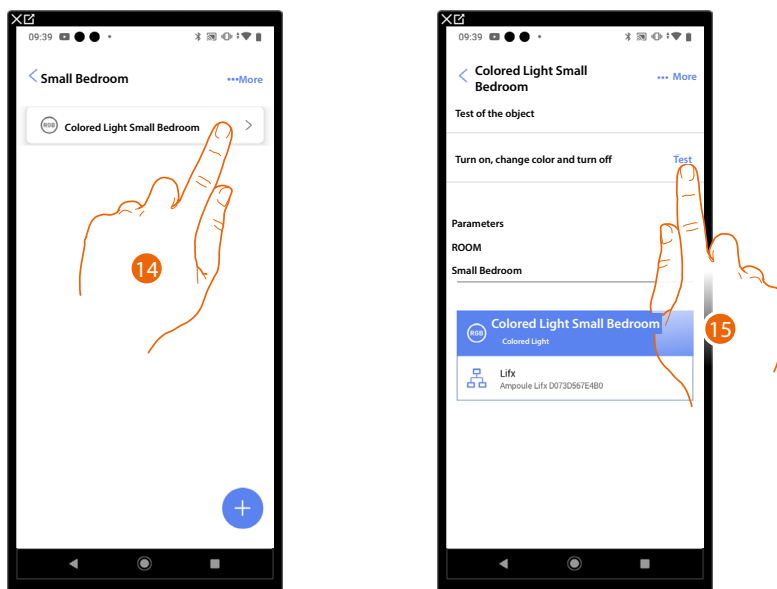 09:39
Small Bedroom
•••More
RGB
Colored Light Small Bedroom
14
09:39
Colored Light Small
Bedroom
••• More
Test of the object
Turn on, change color and turn off
Test
Parameters
ROOM
Small Bedroom
RGB
Colored Light Small Bedroom
Colored Light
15
Lifx
Ampoule Lifx D073D567E4B0